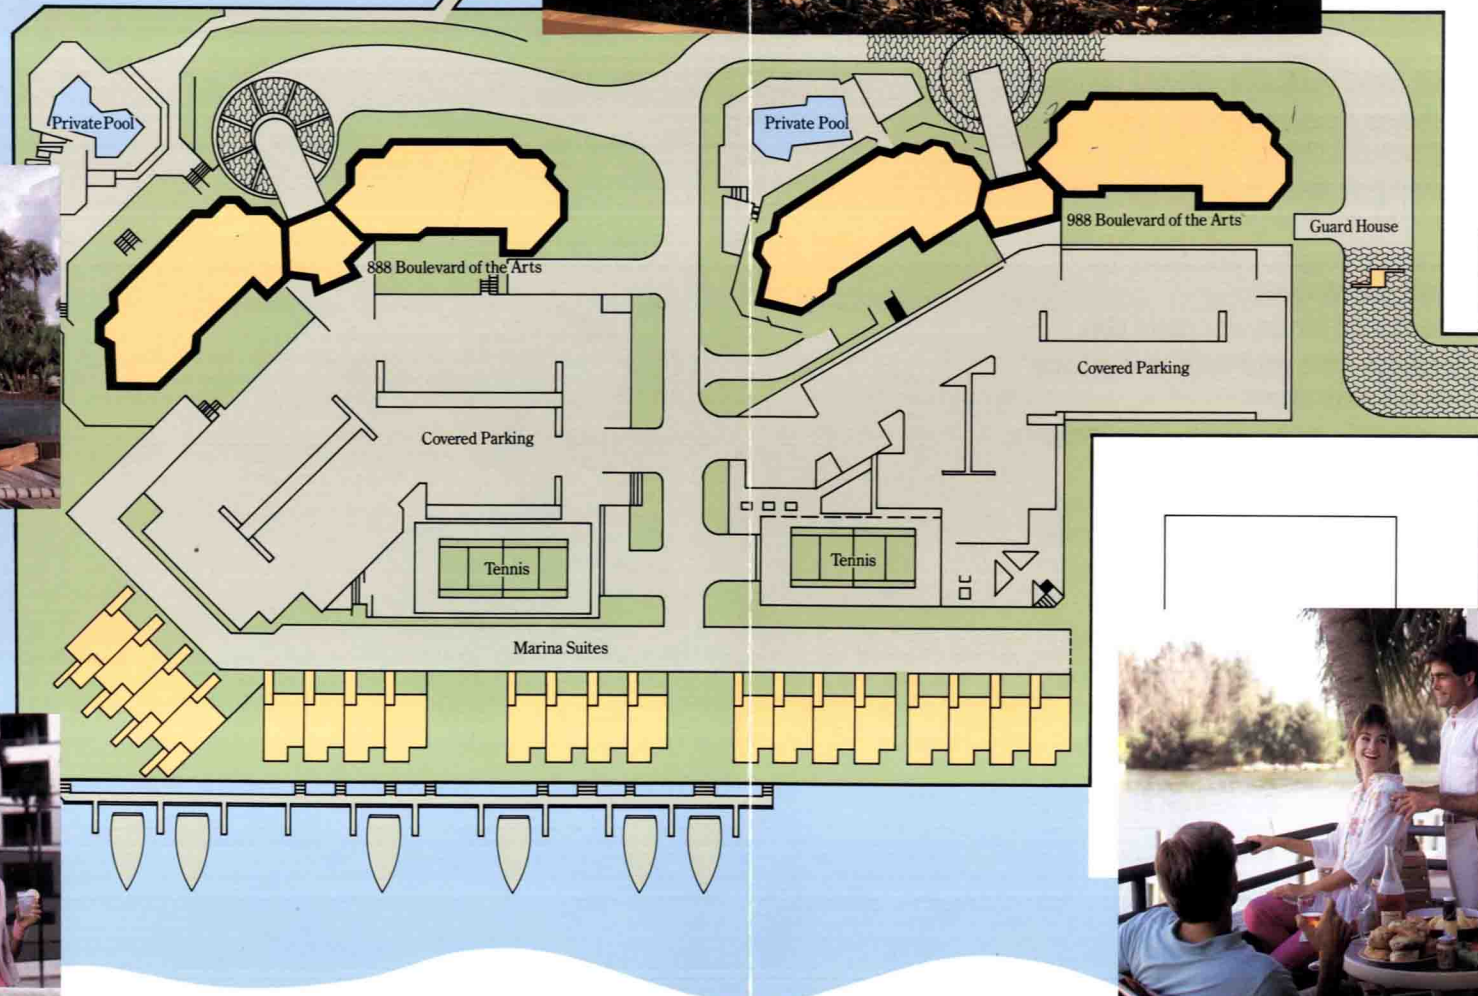 Private Pool
Private Pool
988 Boulevard of the Arts
Guard House
888 Boulevard of the Arts
Covered Parking
Covered Parking
Tennis
Tennis
Marina Suites